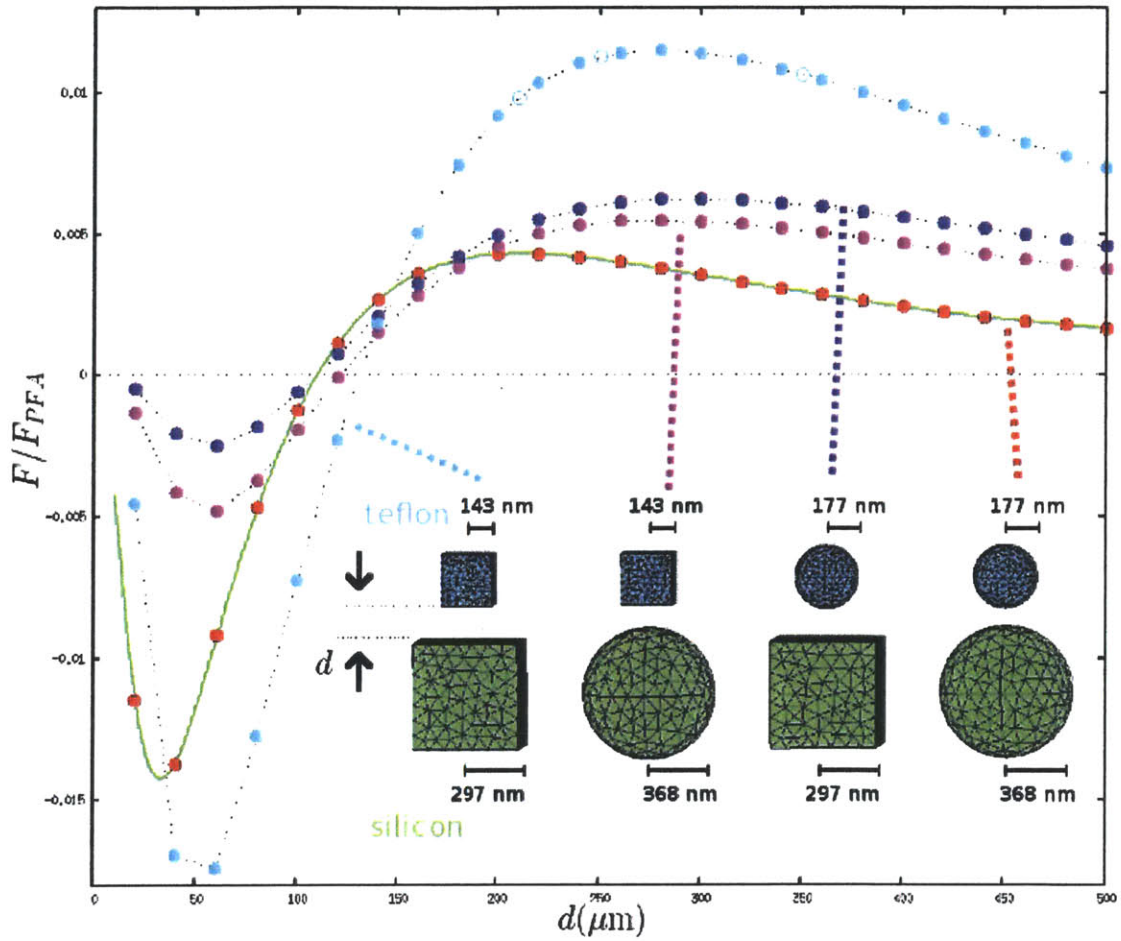 0.01
0.005
0
-0.005
-0.01
-0.015
F/F_PFA
teflon
143 nm
143 nm
177 nm
177 nm
d
297 nm
368 nm
297 nm
368 nm
silicon
0 50 100 150 200 250 300 350 400 450 500
d(μm)